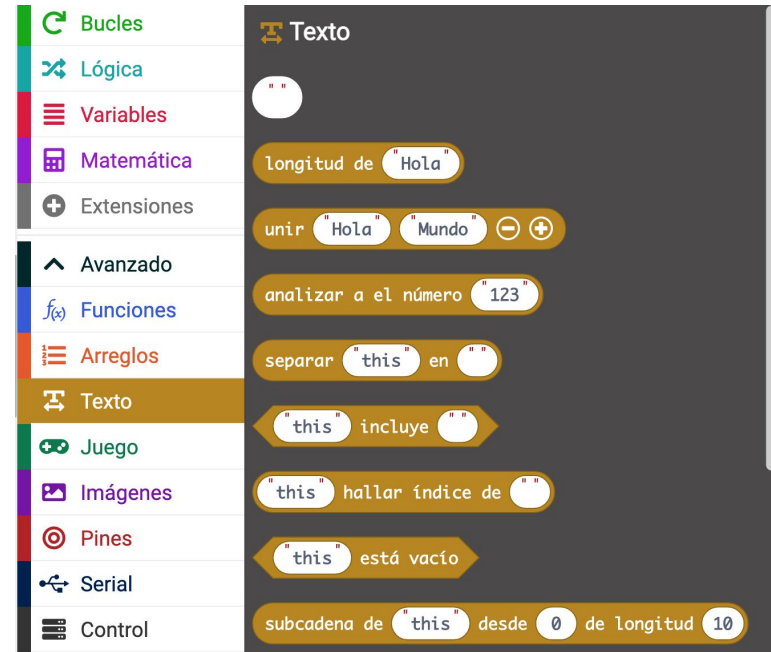 Bucles
Lógica
Variables
Matemática
Extensiones
Avanzado
f(x) Funciones
Arreglos
Texto
Juego
Imágenes
Pines
Serial
Control
Texto
" "
longitud de "Hola"
unir "Hola" "Mundo"
analizar a el número "123"
separar "this" en " "
"this" incluye " "
"this" hallar índice de " "
"this" está vacío
subcadena de "this" desde 0 de longitud 10